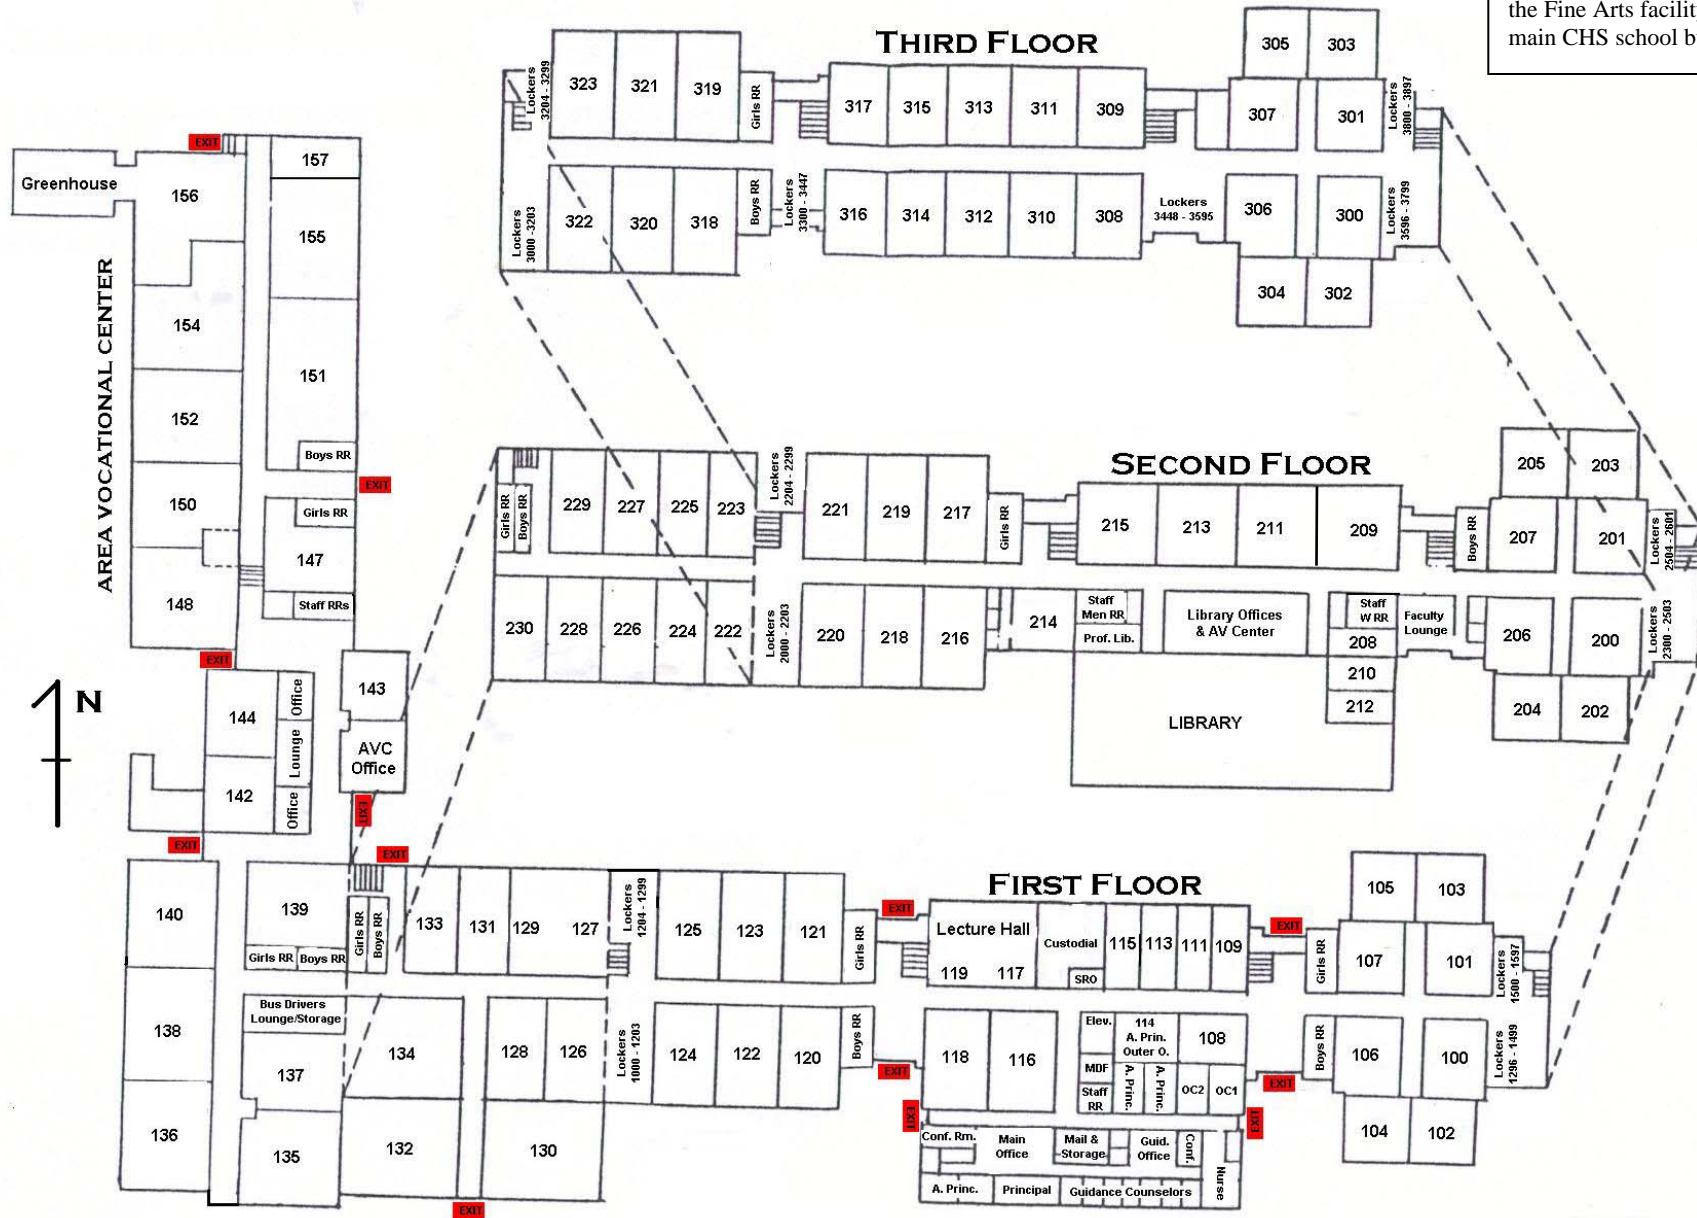 the Fine Arts facility
main CHS school b
THIRD FLOOR
305
303
323
321
319
Girls RR
317
315
313
311
309
307
301
Lockers
3204 - 3299
Lockers
3800 - 3897
322
320
318
Boys RR
Lockers
3300 - 3447
316
314
312
310
308
Lockers
3448 - 3595
306
300
Lockers
3000 -3203
Lockers
3596 - 3799
304
302
AREA VOCATIONAL CENTER
EXIT
157
Greenhouse
156
155
154
151
152
Boys RR
EXIT
150
Girls RR
147
148
Staff RRs
EXIT
143
144
Office
Lounge
AVC
Office
142
Office
EXIT
EXIT
N
SECOND FLOOR
205
203
Girls RR
Boys RR
229
227
225
223
Lockers
2204 - 2299
221
219
217
Girls RR
215
213
211
209
Boys RR
207
201
Lockers
2504 - 2601
230
228
226
224
222
Lockers
2000 - 2203
220
218
216
214
Staff
Men RR
Prof. Lib.
Library Offices
& AV Center
Staff
W RR
Faculty
Lounge
208
210
212
LIBRARY
206
200
Lockers
2300 - 2503
204
202
FIRST FLOOR
105
103
EXIT
140
139
Girls RR
Boys RR
Girls RR
Boys RR
133
131
129
127
Lockers
1204 - 1299
125
123
121
Girls RR
EXIT
Lecture Hall
119
117
Custodial
SRO
115
113
111
109
EXIT
Girls RR
107
101
Lockers
1500 - 1597
138
Bus Drivers
Lounge/Storage
137
134
128
126
Lockers
1000 - 1203
124
122
120
Boys RR
EXIT
118
116
Elev.
114
A. Prin.
Outer O.
108
MDF
Staff
RR
A. Princ.
A. Princ.
OC2
OC1
EXIT
Boys RR
106
100
Lockers
1296 - 1499
136
135
132
130
EXIT
EXIT
EXIT
Conf. Rm.
Main
Office
Mail &
Storage
Guid.
Office
Conf.
Nurse
A. Princ.
Principal
Guidance Counselors
104
102